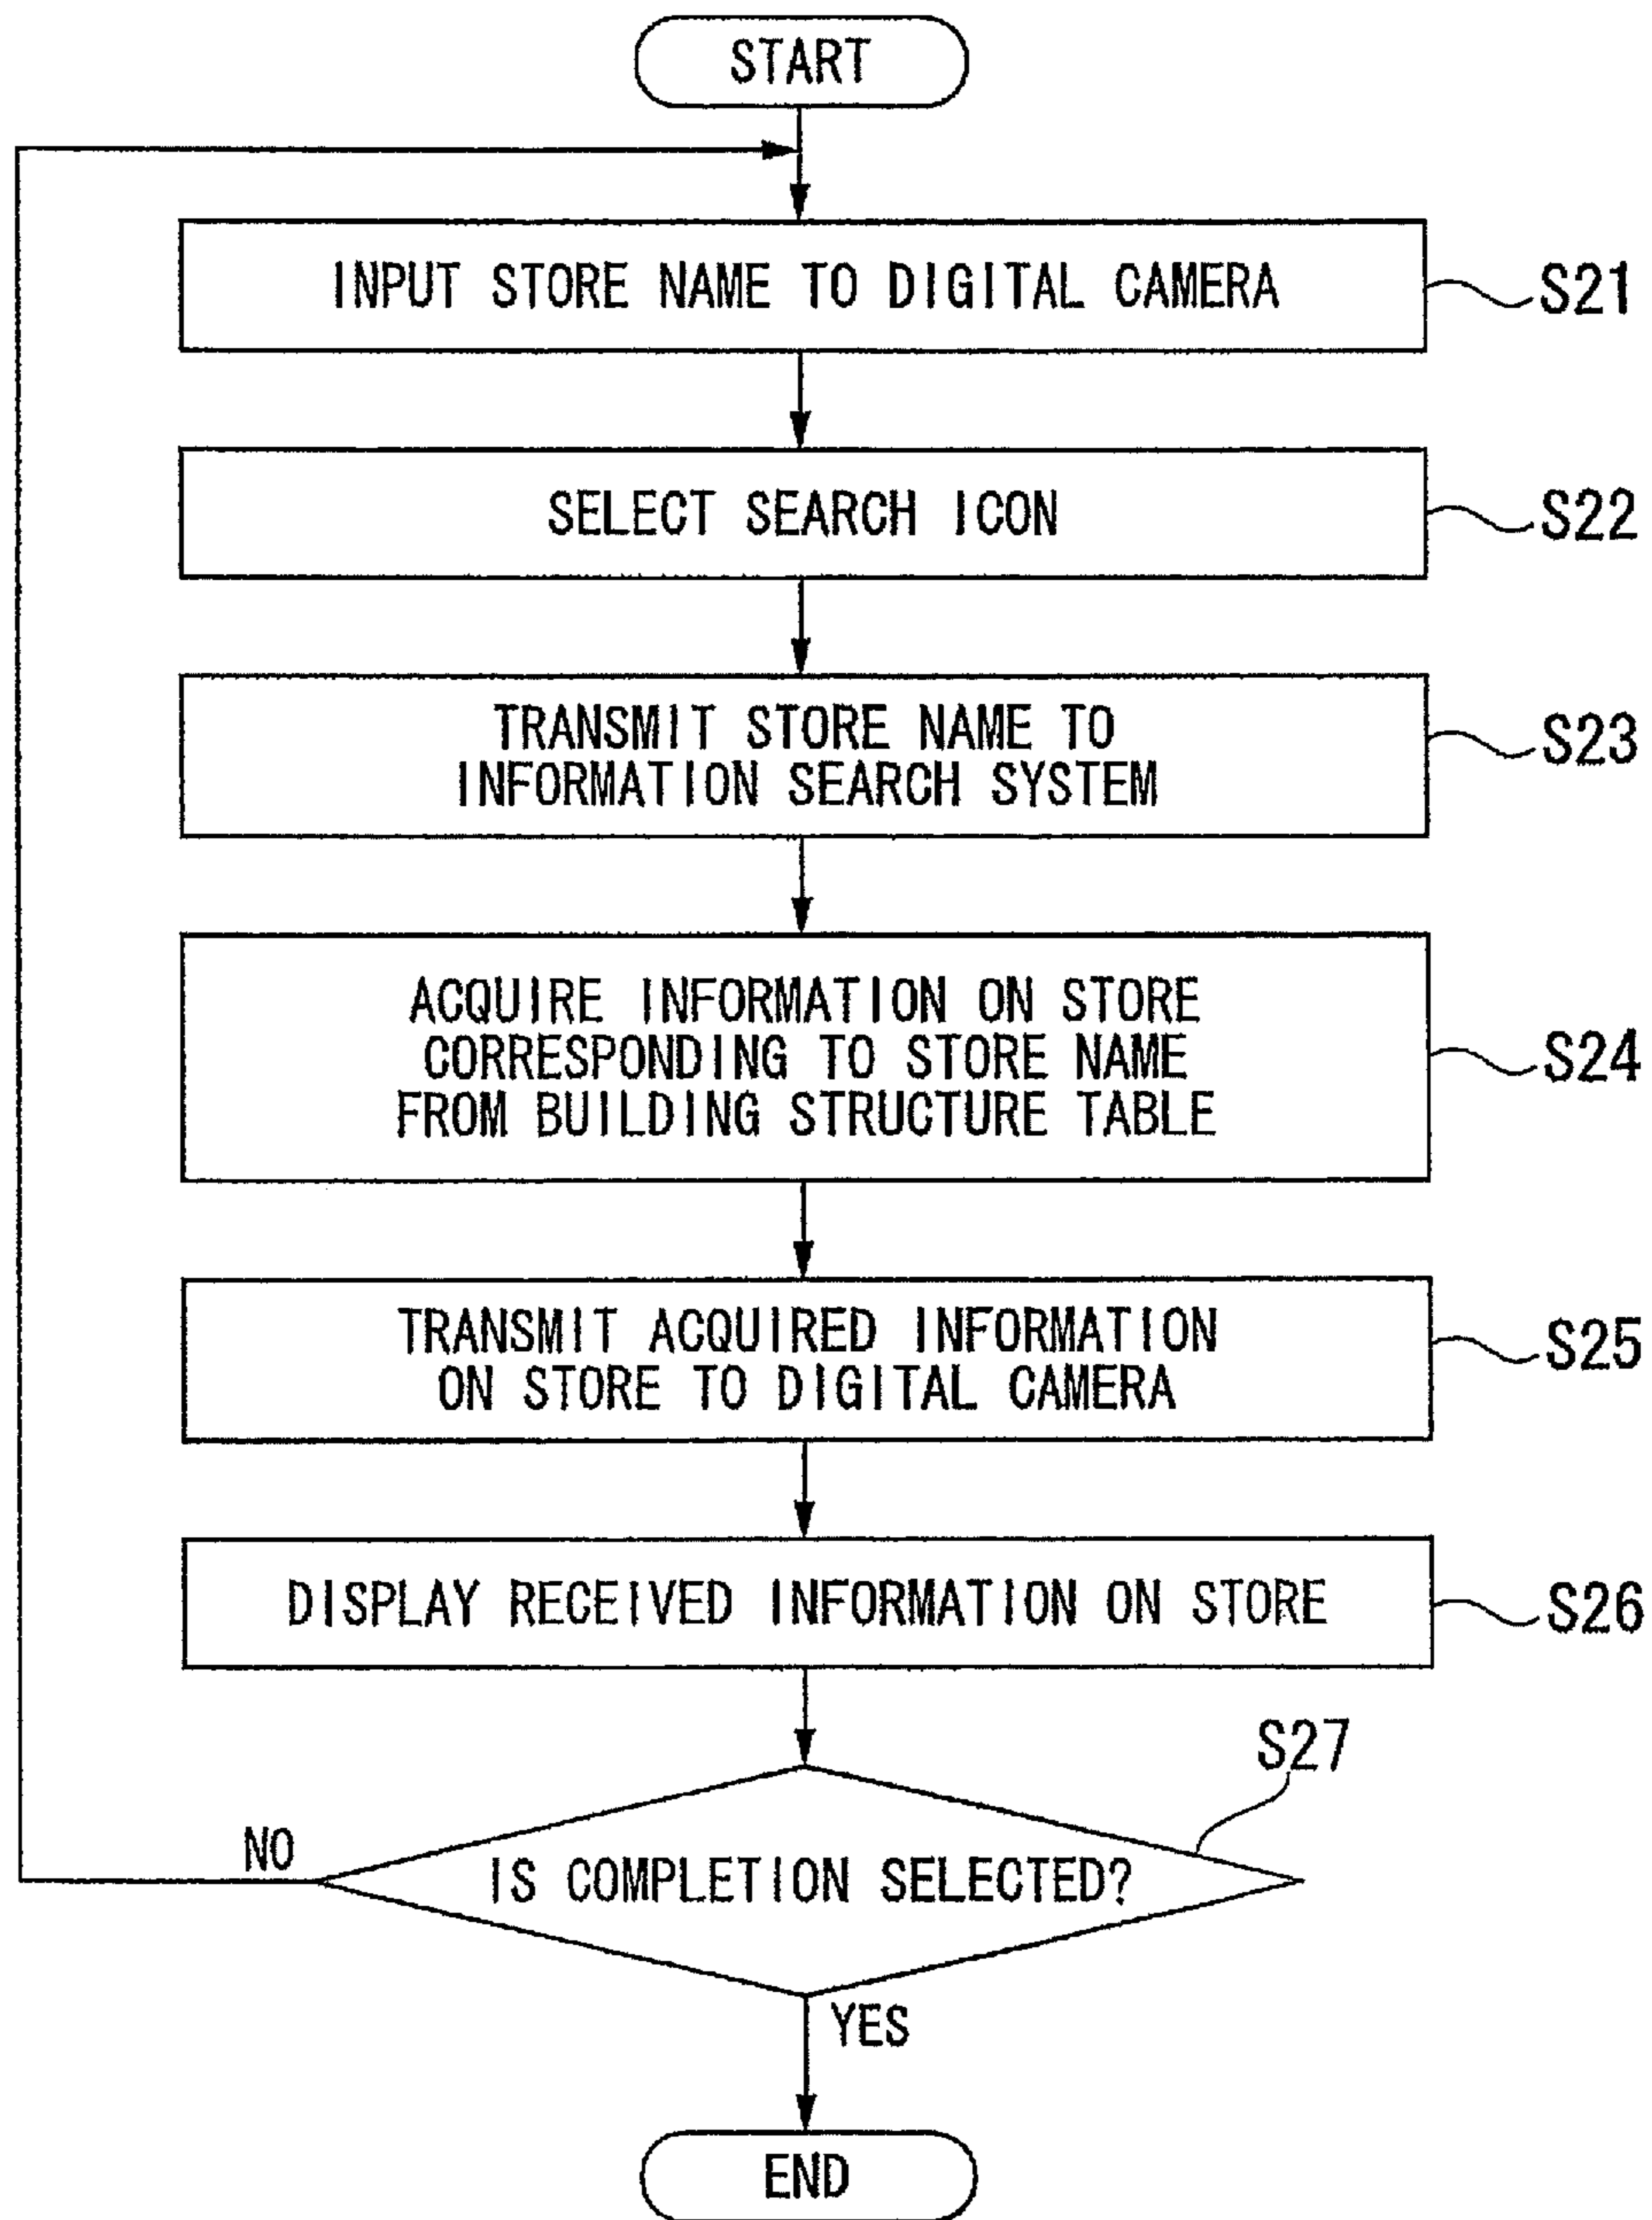 START
INPUT STORE NAME TO DIGITAL CAMERA
S21
SELECT SEARCH ICON
S22
TRANSMIT STORE NAME TO
INFORMATION SEARCH SYSTEM
S23
ACQUIRE INFORMATION ON STORE
CORRESPONDING TO STORE NAME
FROM BUILDING STRUCTURE TABLE
S24
TRANSMIT ACQUIRED INFORMATION
ON STORE TO DIGITAL CAMERA
S25
DISPLAY RECEIVED INFORMATION ON STORE
S26
S27
NO
IS COMPLETION SELECTED?
YES
END